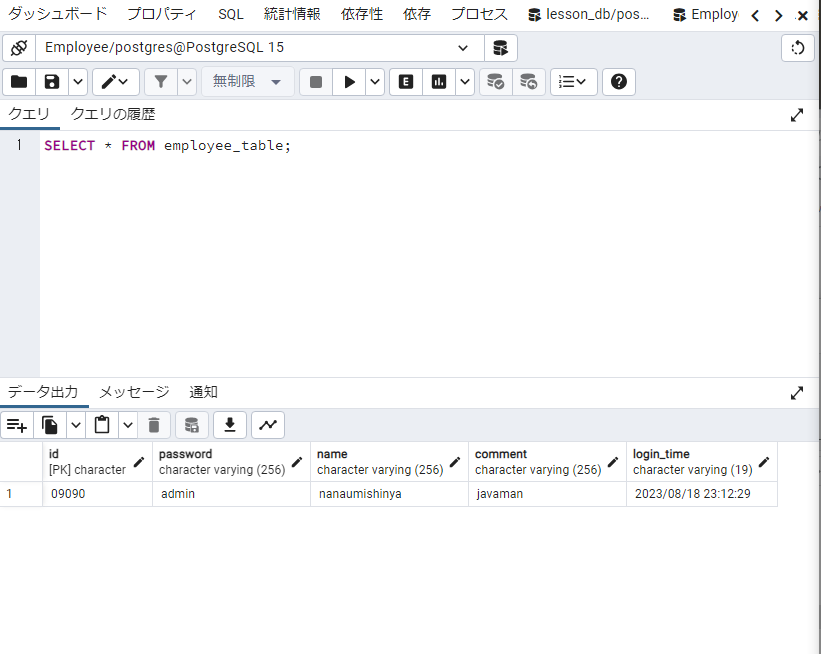 ダッシュボード プロパティ SQL 統計情報 依存性 依存 プロセス lesson_db/pos... Employ
Employee/postgres@PostgreSQL 15
無制限 E ?
クエリ クエリの履歴
1 SELECT * FROM employee_table;
データ出力 メッセージ 通知
id password name comment login_time
[PK] character character varying (256) character varying (256) character varying (256) character varying (19)
1 09090 admin nanaumishinya javaman 2023/08/18 23:12:29